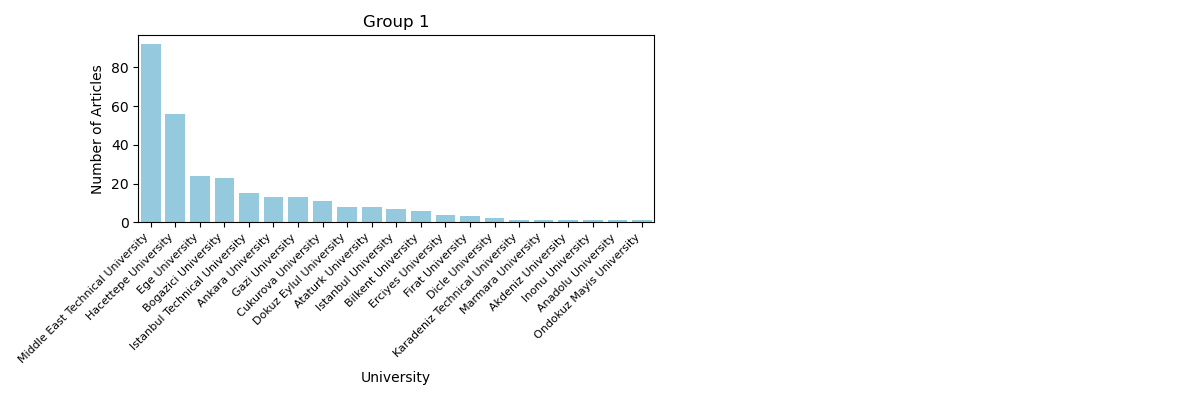 Group 1
Number of Articles
80
60
40
20
0
Middle East Technical University
Hacettepe University
Ege University
Bogazici University
Istanbul Technical University
Ankara University
Gazi University
Cukurova University
Dokuz Eylul University
Ataturk University
Istanbul University
Bilkent University
Erciyes University
Firat University
Dicle University
Karadeniz Technical University
Marmara University
Akdeniz University
Inonu University
Anadolu University
Ondokuz Mayis University
University